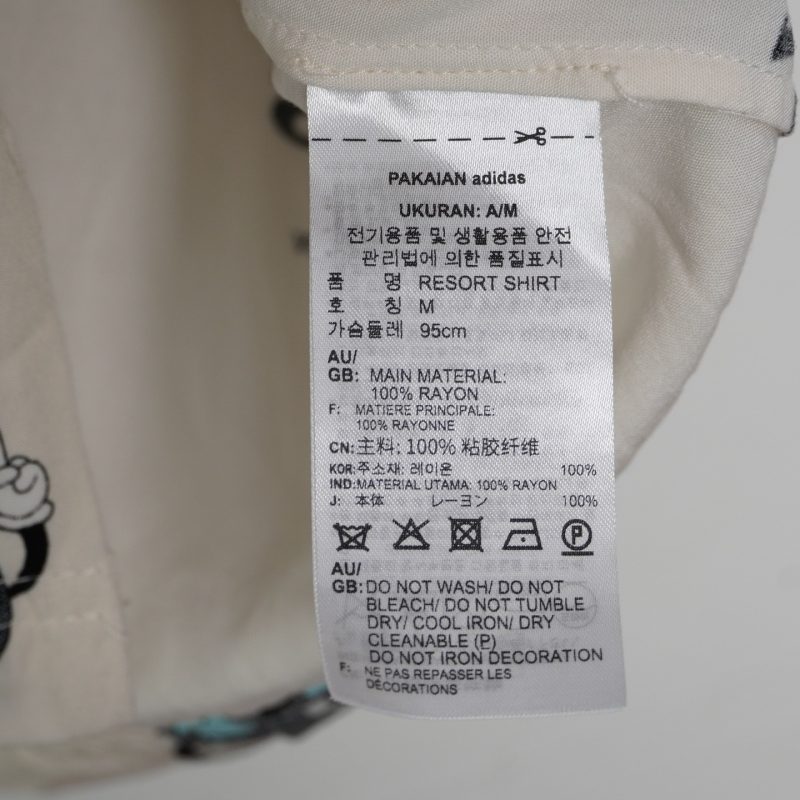 PAKAIAN adidas
UKURAN: A/M
전기용품 및 생활용품 안전
관리법에 의한 품질표시
품 명 RESORT SHIRT
호 칭 M
가슴둘레 95cm
AU/
GB: MAIN MATERIAL:
100% RAYON
F: MATIERE PRINCIPALE:
100% RAYONNE
CN: 主料: 100% 粘胶纤维
KOR: 주소재: 레이온 100%
IND: MATERIAL UTAMA: 100% RAYON
J: 本体 レーヨン 100%
P
AU/
GB: DO NOT WASH/ DO NOT
BLEACH/ DO NOT TUMBLE
DRY/ COOL IRON/ DRY
CLEANABLE (P)
DO NOT IRON DECORATION
F: NE PAS REPASSER LES
DÉCORATIONS